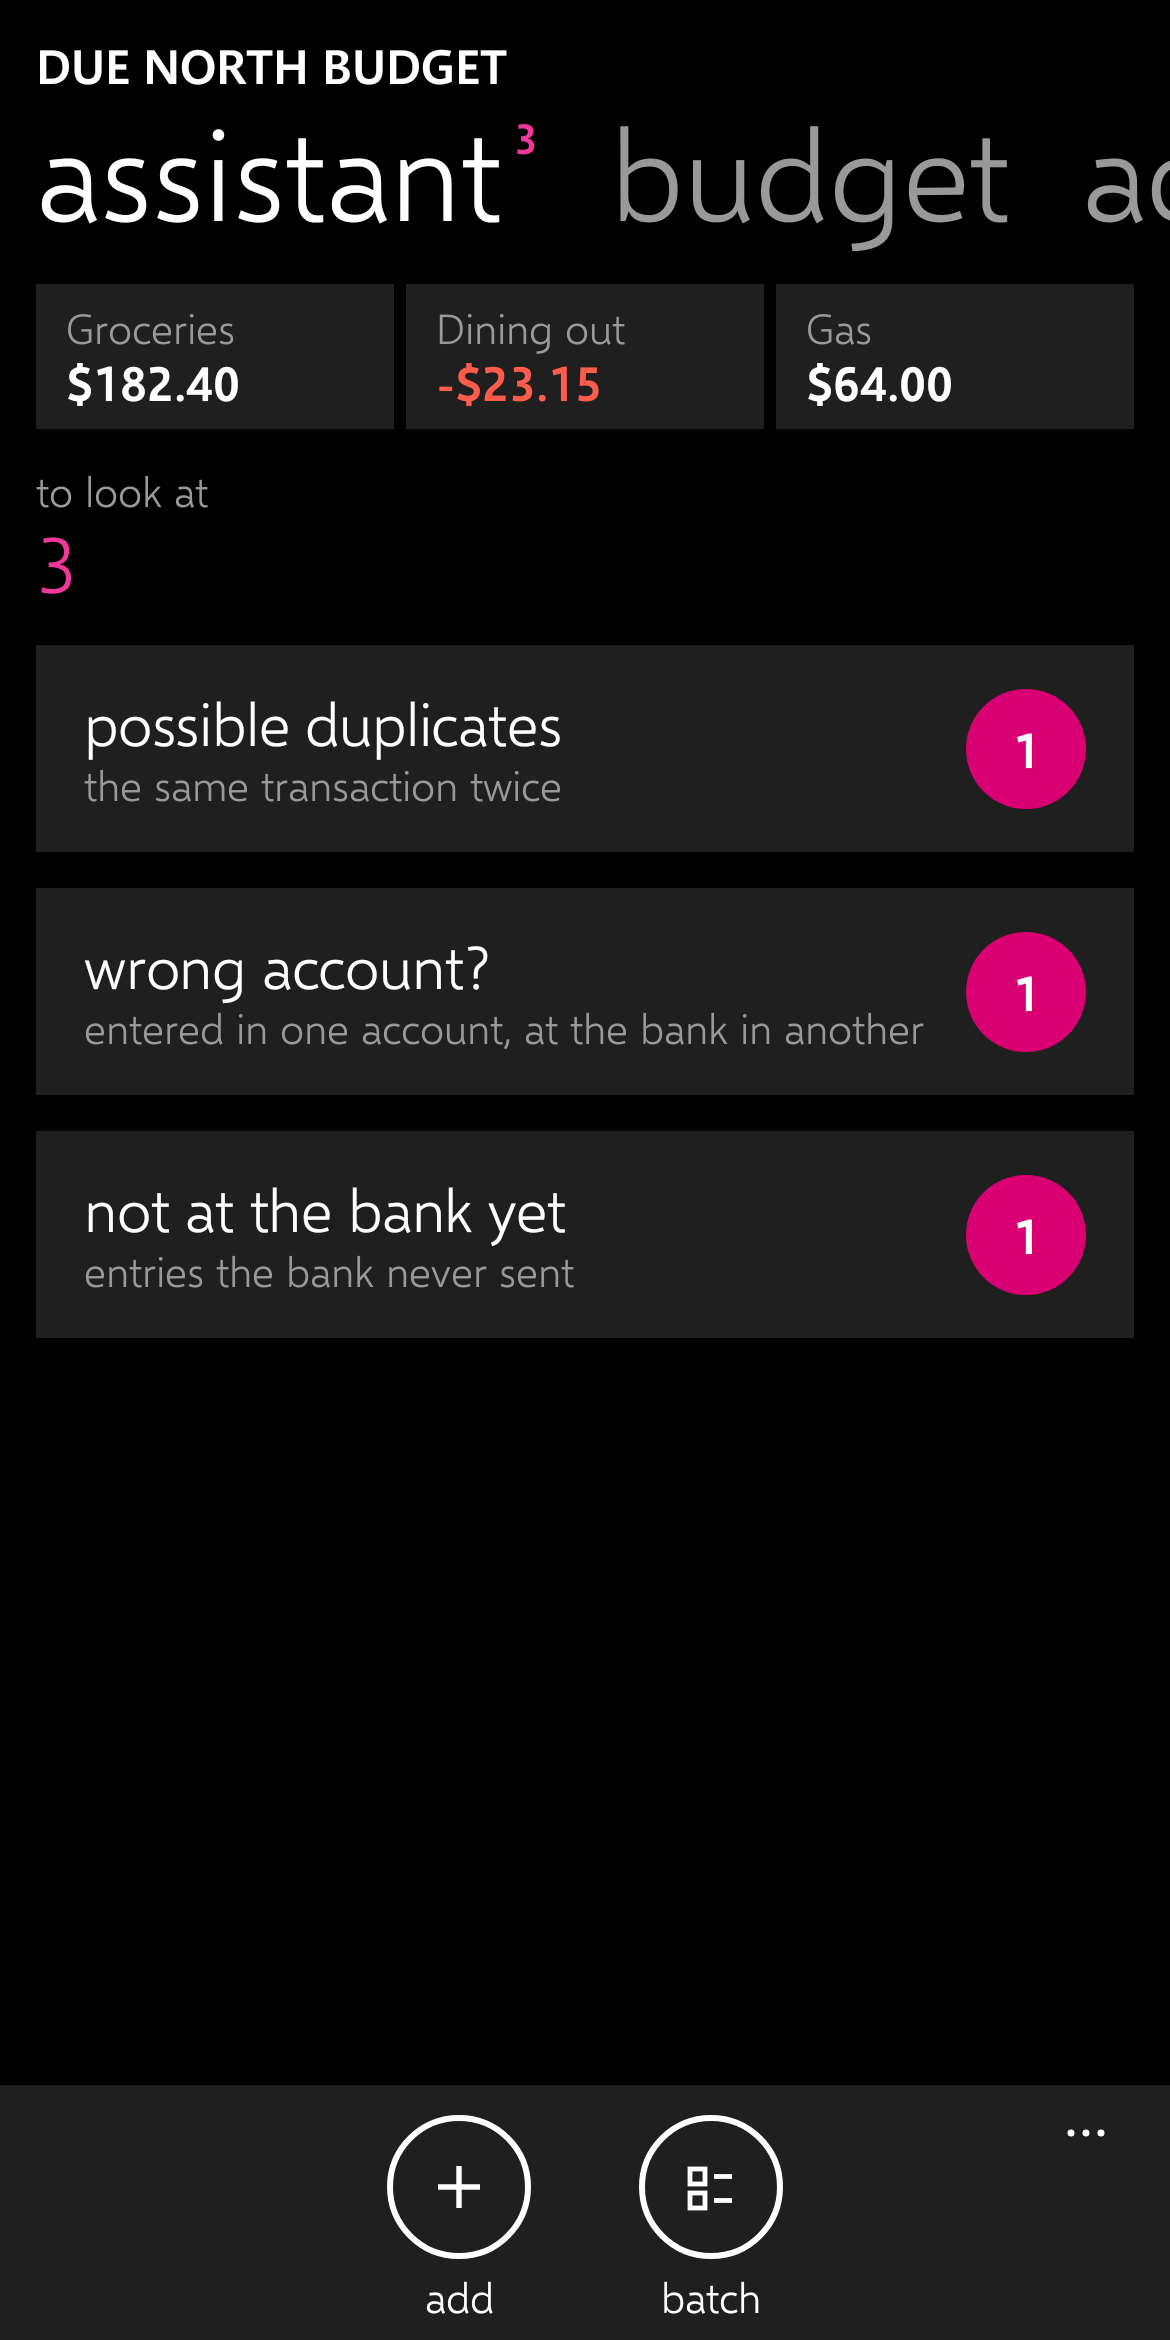 DUE NORTH BUDGET
assistant 3 budget ac
Groceries Dining out Gas
$182.40 -$23.15 $64.00
to look at
3
possible duplicates
the same transaction twice
1
wrong account?
entered in one account, at the bank in another
1
not at the bank yet
entries the bank never sent
1
...
add batch